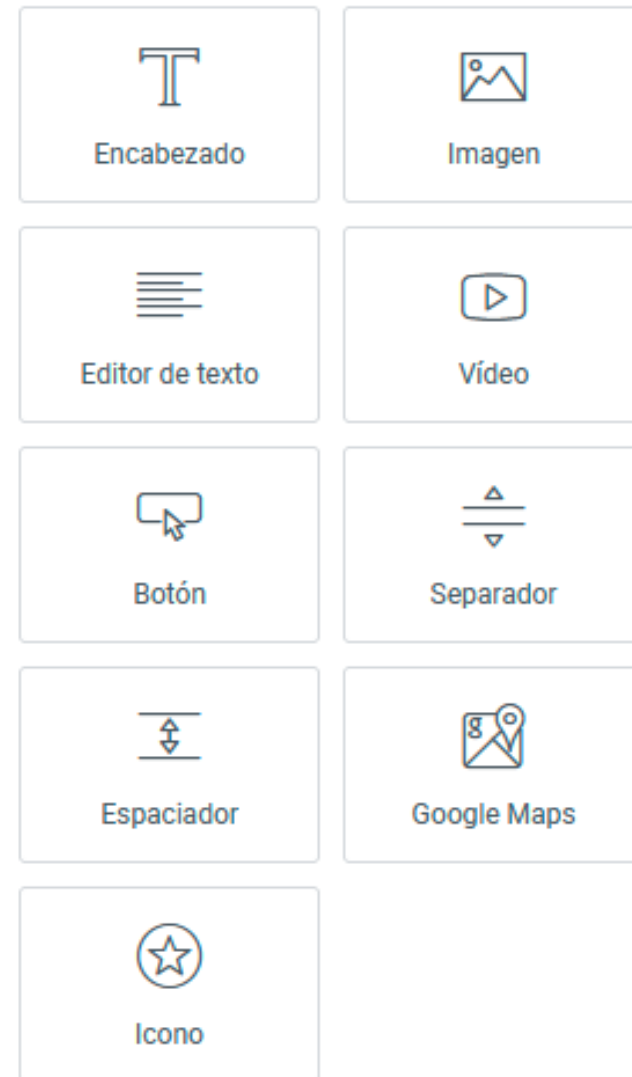 Encabezado
Imagen
Editor de texto
Vídeo
Botón
Separador
Espaciador
g
Google Maps
Icono